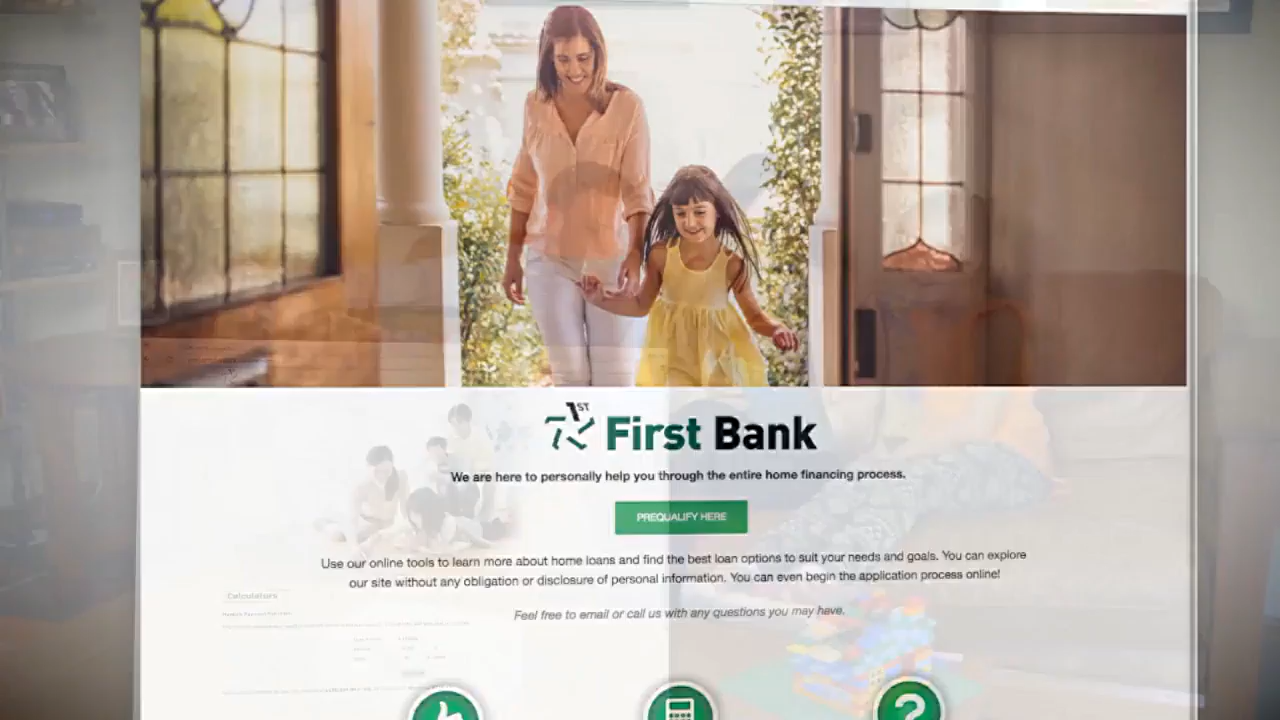 1ST
First Bank
We are here to personally help you through the entire home financing process.
PREQUALIFY HERE
Use our online tools to learn more about home loans and find the best loan options to suit your needs and goals. You can explore
our site without any obligation or disclosure of personal information. You can even begin the application process online!
Calculators
Feel free to email or call us with any questions you may have.
?